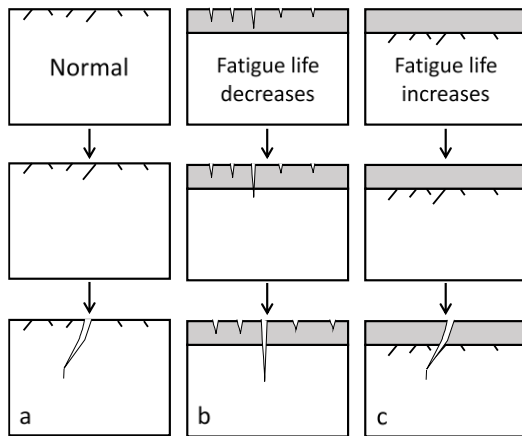 Normal
Fatigue life
decreases
Fatigue life
increases
a
b
c